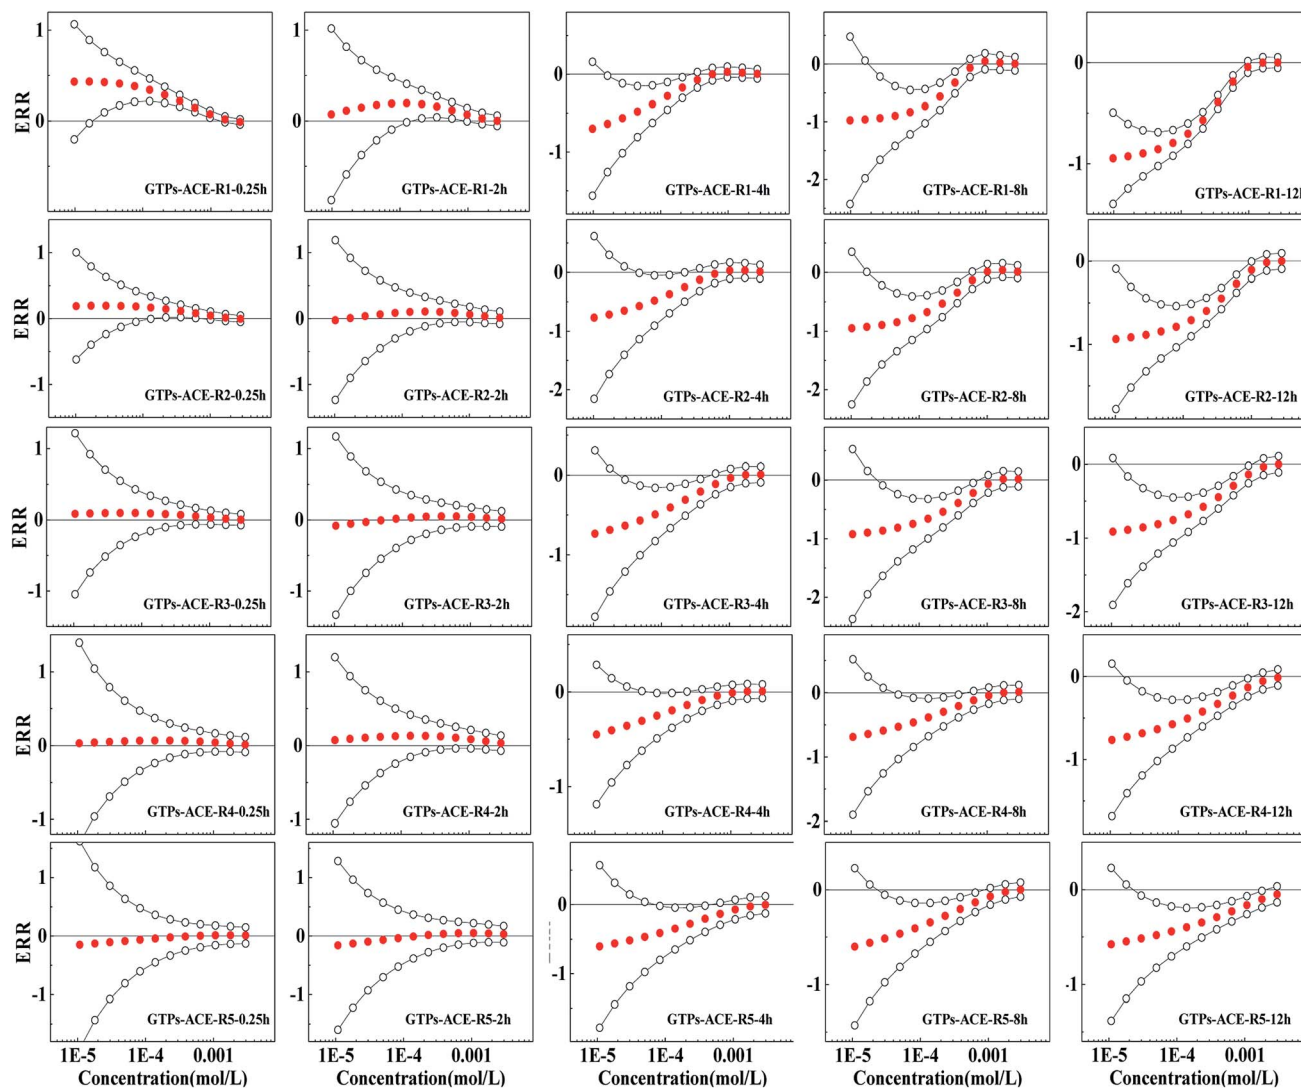 1
0
ERR
GTPs-ACE-R1-0.25h
1
0
GTPs-ACE-R1-2h
0
-1
GTPs-ACE-R1-4h
1
0
-1
-2
GTPs-ACE-R1-8h
0
-1
GTPs-ACE-R1-12h
1
0
-1
ERR
GTPs-ACE-R2-0.25h
1
0
-1
GTPs-ACE-R2-2h
1
0
-1
-2
GTPs-ACE-R2-4h
1
0
-1
-2
GTPs-ACE-R2-8h
0
-1
GTPs-ACE-R2-12h
1
0
-1
ERR
GTPs-ACE-R3-0.25h
1
0
-1
GTPs-ACE-R3-2h
0
-1
GTPs-ACE-R3-4h
0
-1
-2
GTPs-ACE-R3-8h
0
-1
-2
GTPs-ACE-R3-12h
1
0
-1
ERR
GTPs-ACE-R4-0.25h
1
0
-1
GTPs-ACE-R4-2h
0
-1
GTPs-ACE-R4-4h
0
-1
-2
GTPs-ACE-R4-8h
0
-1
GTPs-ACE-R4-12h
1
0
-1
ERR
GTPs-ACE-R5-0.25h
1
0
-1
GTPs-ACE-R5-2h
0
-1
GTPs-ACE-R5-4h
0
-1
GTPs-ACE-R5-8h
0
-1
GTPs-ACE-R5-12h
1E-5 1E-4 0.001
1E-5 1E-4 0.001
1E-5 1E-4 0.001
1E-5 1E-4 0.001
1E-5 1E-4 0.001
Concentration(mol/L)
Concentration(mol/L)
Concentration(mol/L)
Concentration(mol/L)
Concentration(mol/L)